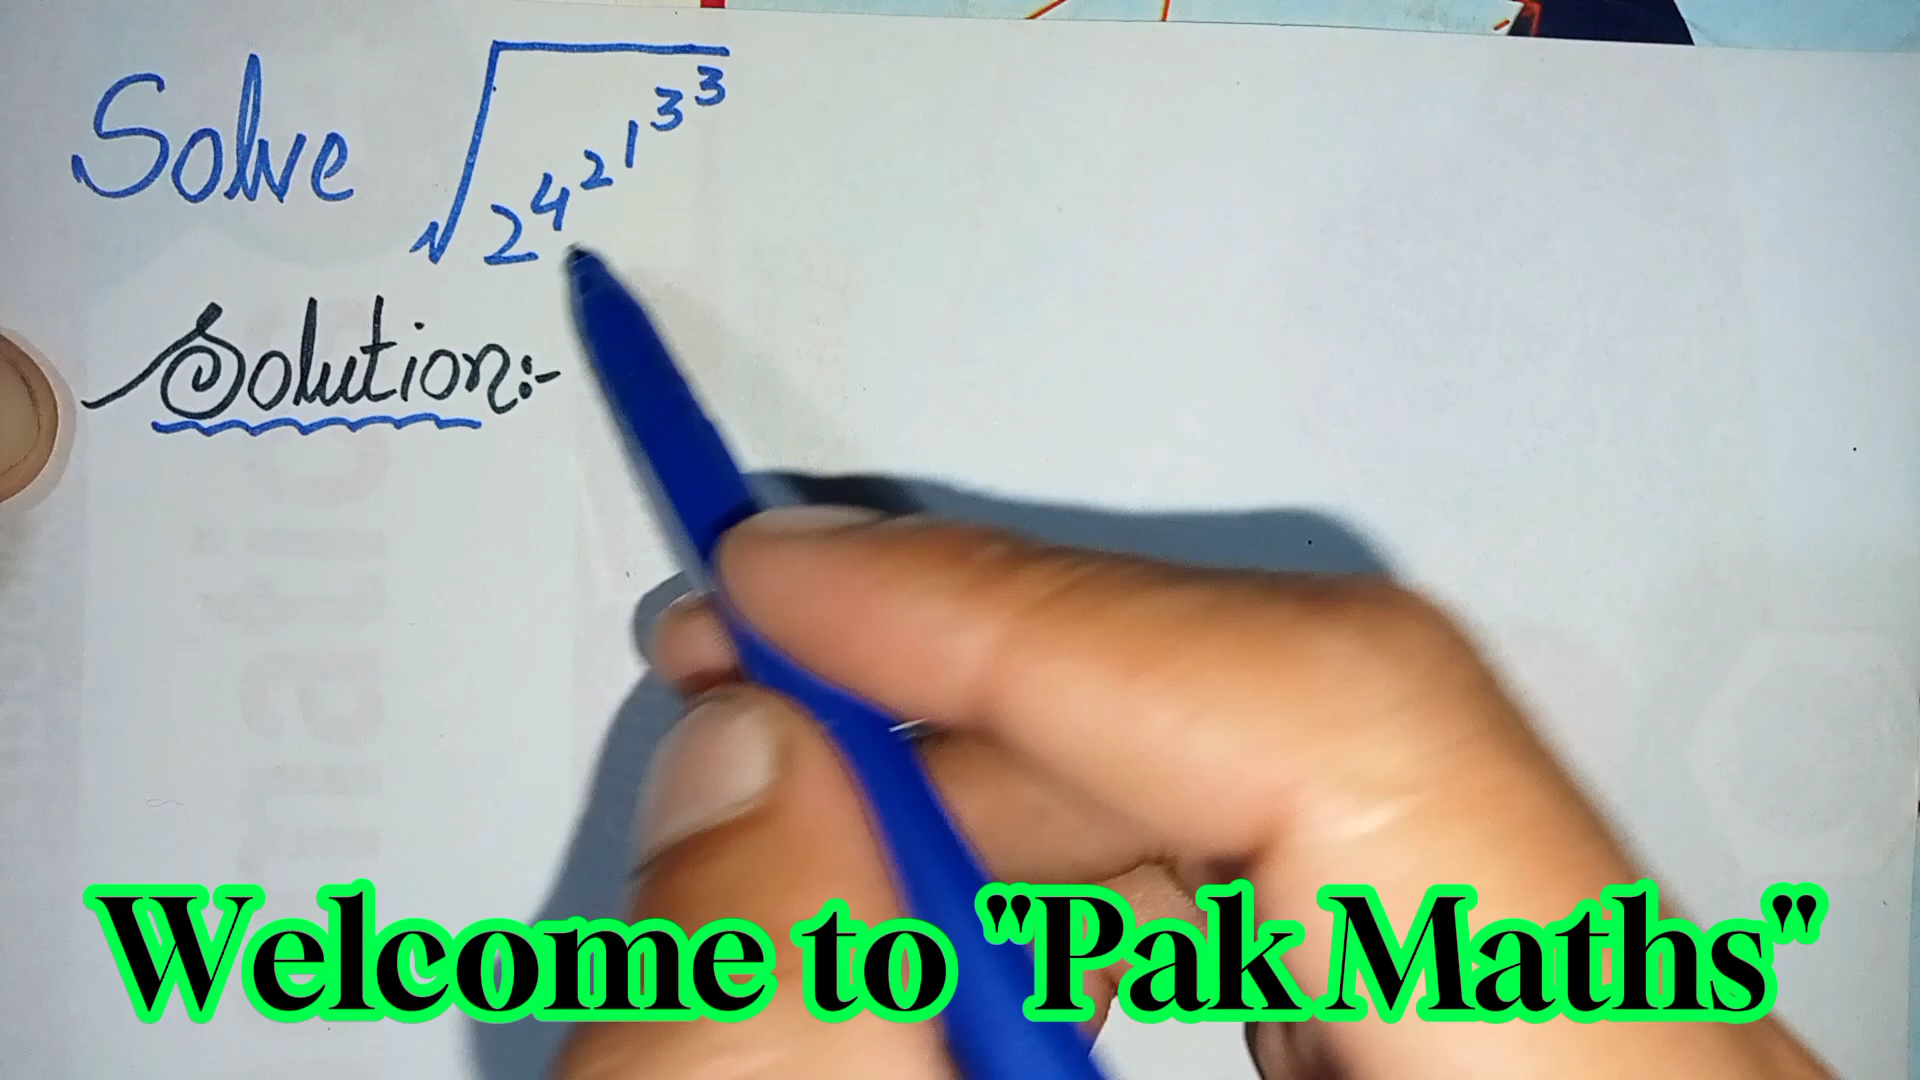 Solve √2^4^2^1^3^3
Solution:-
Welcome to "Pak Maths"